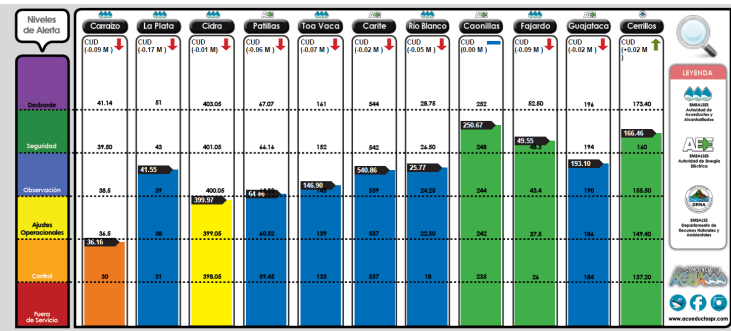 Niveles
de Alerta
Carraízo
La Plata
Cidra
Patillas
Toa Vaca
Carite
Río Blanco
Caonillas
Fajardo
Guajataca
Cerrillos
CUD
(-0.09 M )
CUD
(-0.17 M )
CUD
(-0.01 M)
CUD
(-0.06 M )
CUD
(-0.07 M )
CUD
(-0.02 M )
CUD
(-0.05 M )
CUD
(0.00 M )
CUD
(-0.09 M )
CUD
(-0.02 M )
CUD
(+0.02 M
)
Desborde
41.14 51 403.05 67.07 161 544 28.75 252 52.50 196 173.40
250.67
166.46
Seguridad
39.50 43 401.05 66.16 152 542 26.50 248 194 160
49.55
41.55
540.86
25.77
193.10
146.90
Observación
38.5 39 400.05 539 24.25 244 43.4 190 155.50
64.46
399.97
Ajustes
Operacionales
36.5 38 399.05 60.52 139 537 22.50 242 37.5 186 149.40
36.16
Control
30 31 398.05 59.45 133 537 18 235 26 184 137.20
Fuera
de Servicio
LEYENDA
EMBALSES
Autoridad de
Acueductos y
Alcantarillados
AEE
EMBALSES
Autoridad de Energía
Eléctrica
DRNA
EMBALSE
Departamento de
Recursos Naturales y
Ambientales
AGUA
www.acueductospr.com